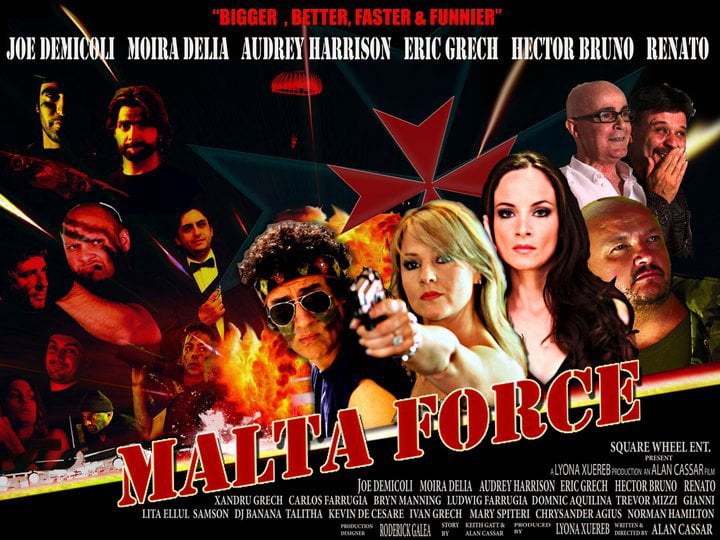 "BIGGER , BETTER, FASTER & FUNNIER"
JOE DEMICOLI MOIRA DELIA AUDREY HARRISON ERIC GRECH HECTOR BRUNO RENATO
MALTA FORCE
SQUARE WHEEL ENT.
PRESENT
A LYONA XUEREB PRODUCTION AN ALAN CASSAR FILM
JOE DEMICOLI MOIRA DELIA AUDREY HARRISON ERIC GRECH HECTOR BRUNO RENATO
XANDRU GRECH CARLOS FARRUGIA BRYN MANNING LUDWIG FARRUGIA DOMNIC AQUILINA TREVOR MIZZI GIANNI
LITA ELLUL SAMSON DJ BANANA TALITHA KEVIN DE CESARE IVAN GRECH MARY SPITERI CHRYSANDER AGIUS NORMAN HAMILTON
PRODUCTION DESIGNER RODERICK GALEA STORY BY KEITH GATT & ALAN CASSAR PRODUCED BY LYONA XUEREB WRITTEN & DIRECTED BY ALAN CASSAR